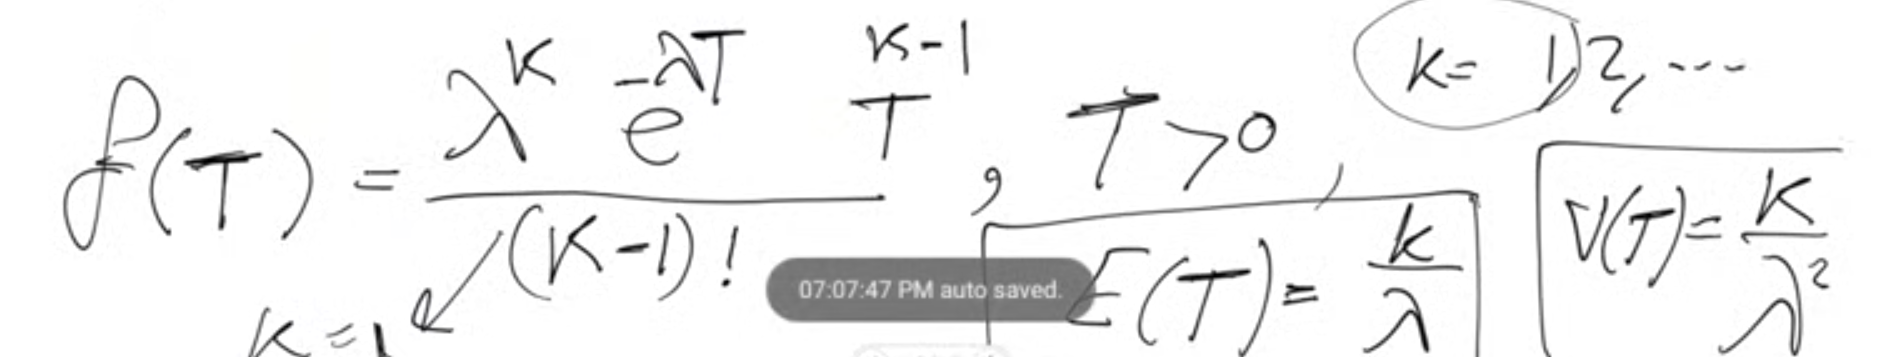 f(T) = λ^K e^-λT T^K-1 / (K-1)! , T>0, K= 1, 2, ...
E(T) = k/λ
V(T) = K/λ²
K=1
07:07:47 PM auto saved.